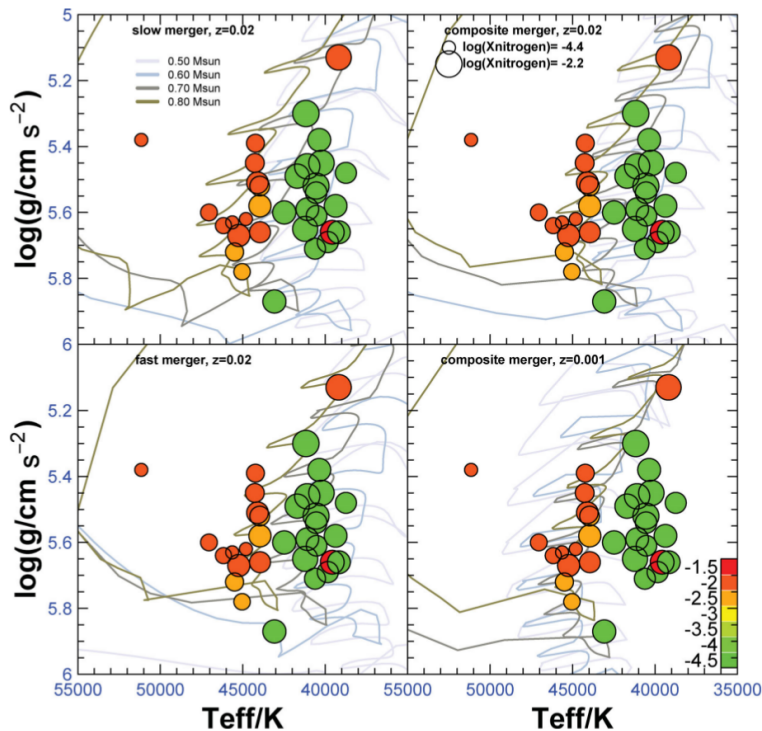 slow merger, z=0.02
0.50 Msun
0.60 Msun
0.70 Msun
0.80 Msun
composite merger, z=0.02
log(Xnitrogen)= -4.4
log(Xnitrogen)= -2.2
5
5.2
5.4
5.6
5.8
6
log(g/cm s⁻²)
fast merger, z=0.02
composite merger, z=0.001
5.2
5.4
5.6
5.8
6
log(g/cm s⁻²)
-1.5
-2
-2.5
-3
-3.5
-4
-4.5
55000 50000 45000 40000 55000 50000 45000 40000 35000
Teff/K Teff/K